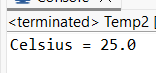 <terminated> Temp2 [
Celsius = 25.0